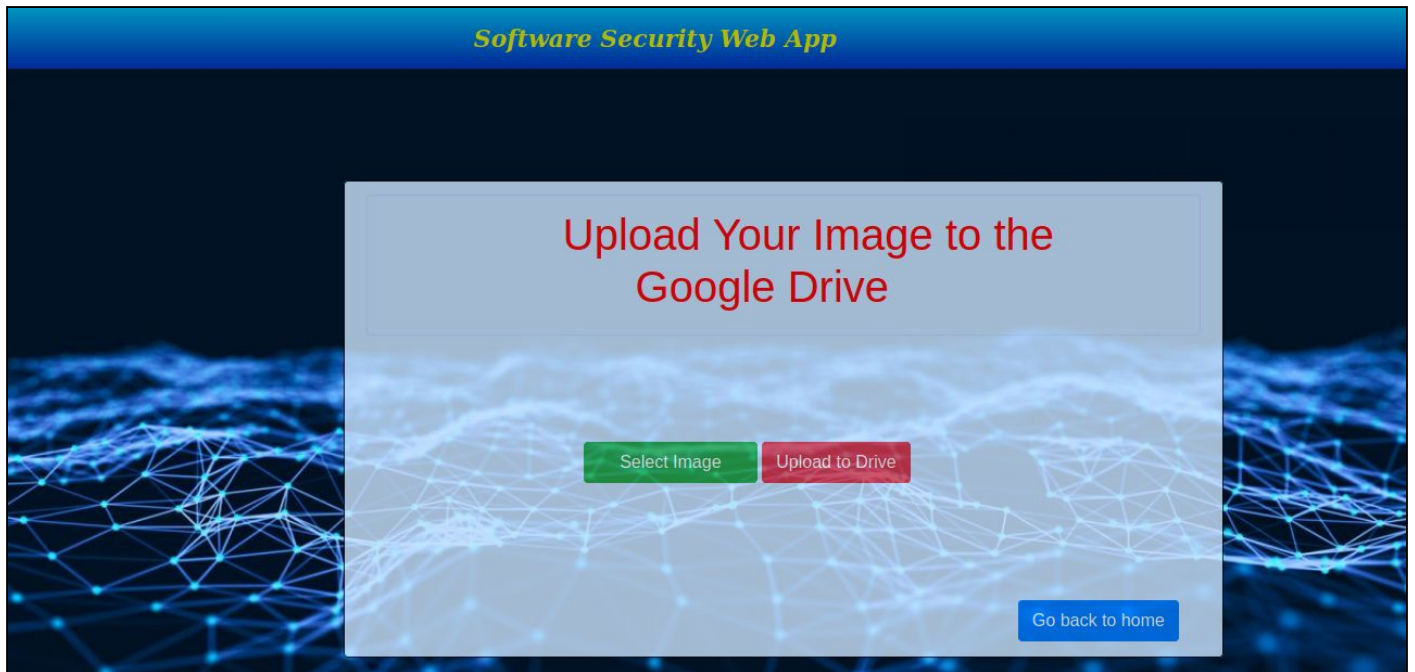 Software Security Web App
Upload Your Image to the
Google Drive
Select Image Upload to Drive
Go back to home